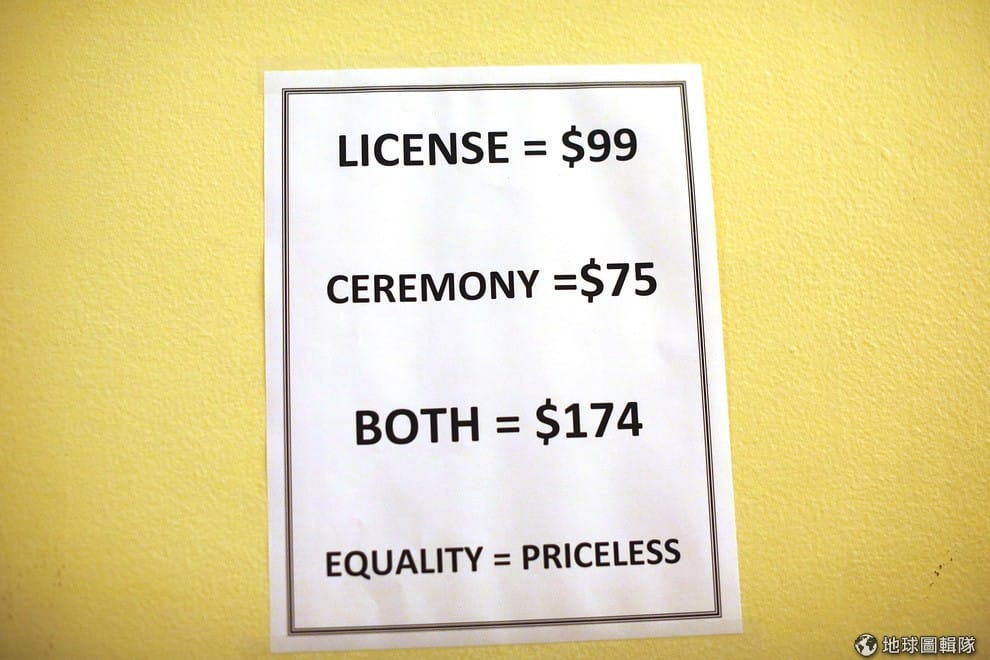 LICENSE = $99
CEREMONY =$75
BOTH = $174
EQUALITY = PRICELESS
地球圖輯隊